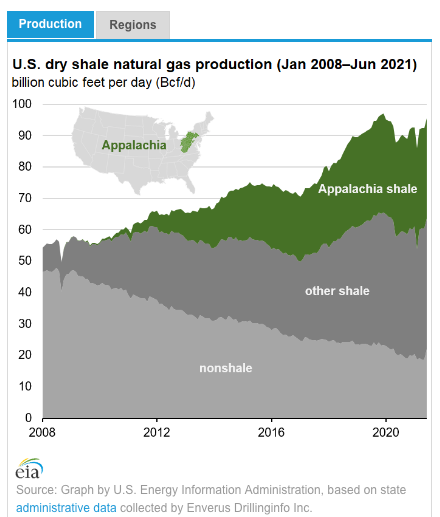 Production Regions
U.S. dry shale natural gas production (Jan 2008–Jun 2021)
billion cubic feet per day (Bcf/d)
100
90
80
70
60
50
40
30
20
10
0
Appalachia
Appalachia shale
other shale
nonshale
2008 2012 2016 2020
eia
Source: Graph by U.S. Energy Information Administration, based on state
administrative data collected by Enverus Drillinginfo Inc.